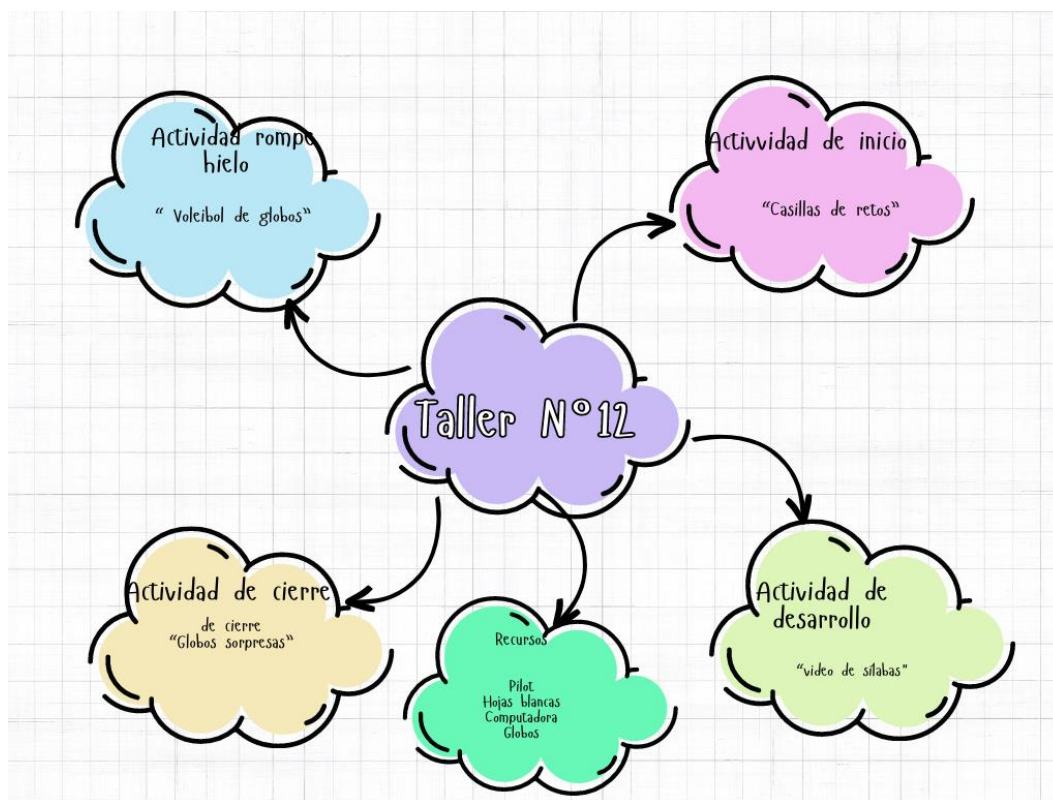 Actividad rompe
hielo
“ Voleibol de globos”
Activvidad de inicio
“Casillas de retos”
Taller N°12
Actividad de cierre
de cierre
“Globos sorpresas”
Recursos
Pilot
Hojas blancas
Computadora
Globos
Actividad de
desarrollo
“video de sílabas"